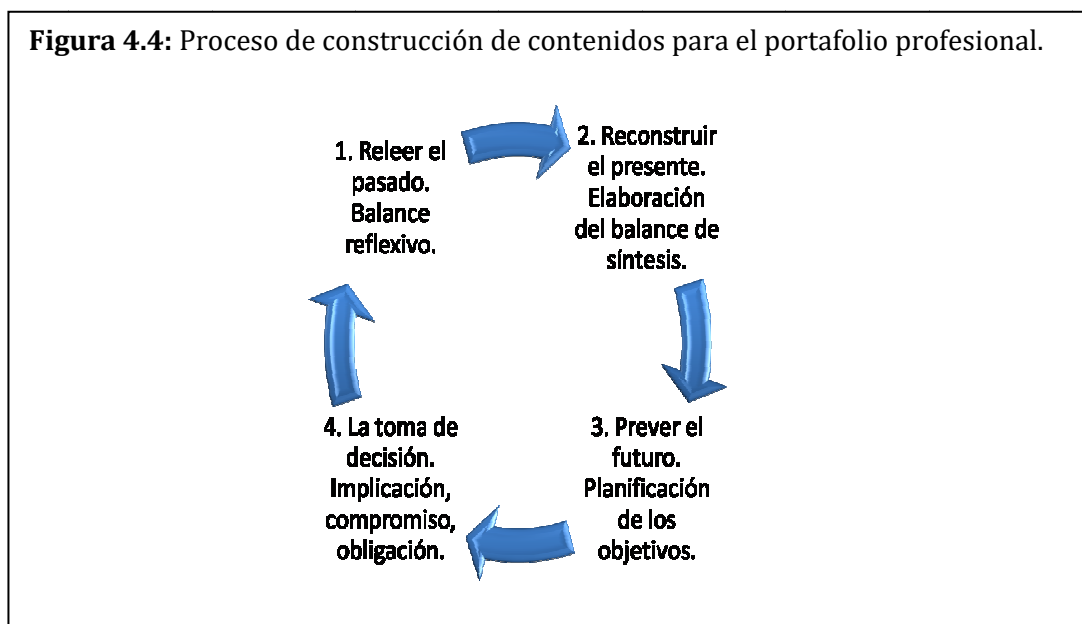 Figura 4.4: Proceso de construcción de contenidos para el portafolio profesional.
1. Releer el
pasado.
Balance
reflexivo.
2. Reconstruir
el presente.
Elaboración
del balance de
síntesis.
3. Prever el
futuro.
Planificación
de los
objetivos.
4. La toma de
decisión.
Implicación,
compromiso,
obligación.